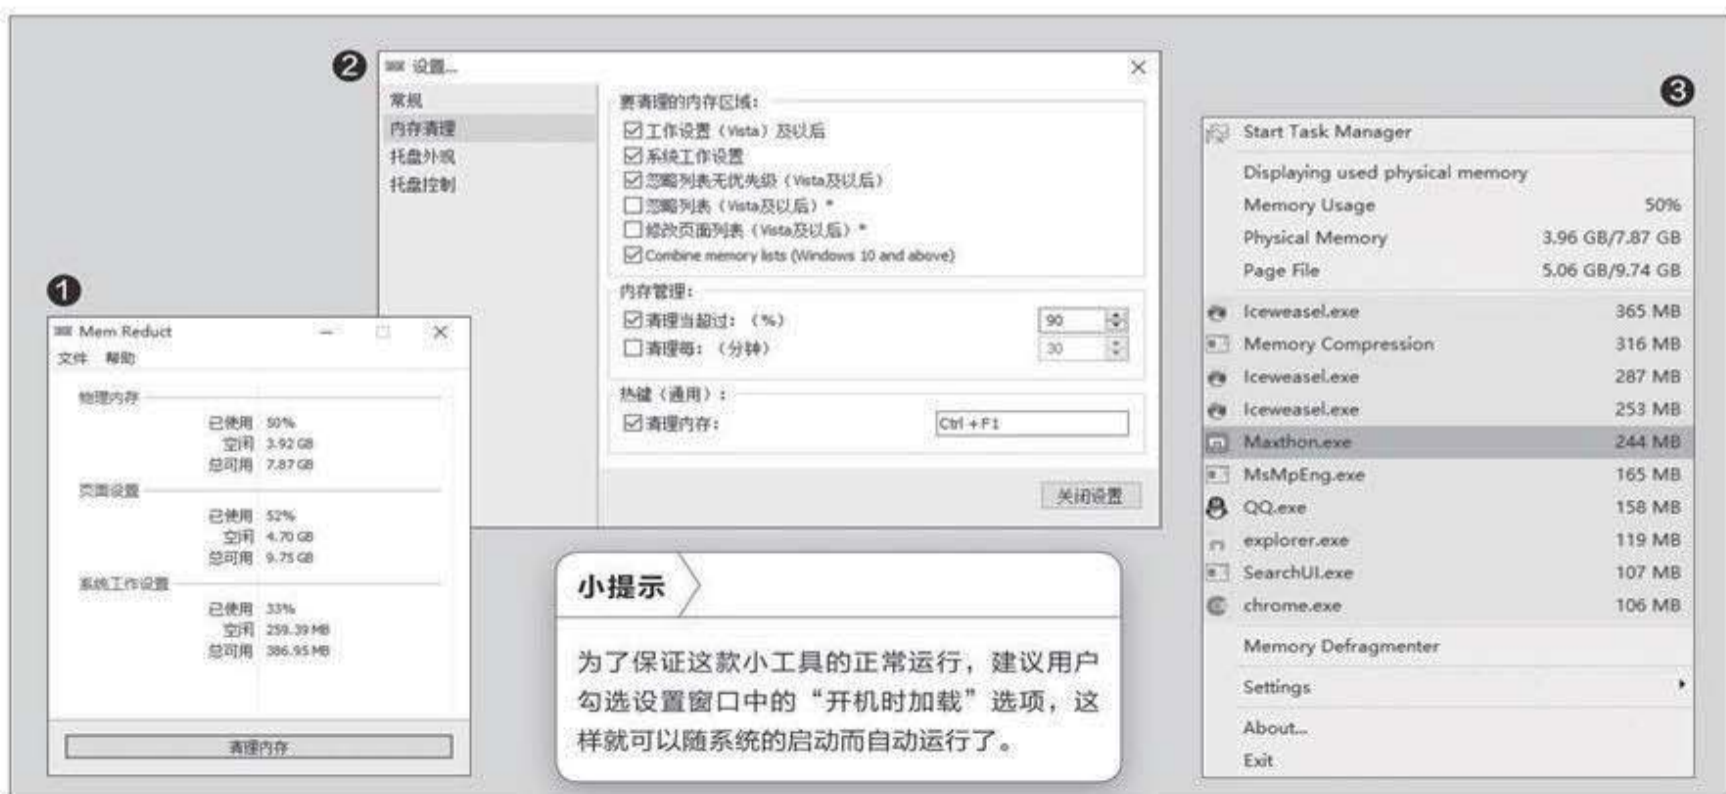 ❶
Mem Reduct
文件 帮助
物理内存
已使用 50%
空闲 3.92 GB
总可用 7.87 GB
页面设置
已使用 52%
空闲 4.70 GB
总可用 9.75 GB
系统工作设置
已使用 33%
空闲 259.39 MB
总可用 386.95 MB
清理内存
❷
设置...
常规
内存清理
托盘外观
托盘控制
要清理的内存区域：
工作设置（Vista）及以后
系统工作设置
忽略列表无优先级（Vista及以后）
忽略列表（Vista及以后）*
修改页面列表（Vista及以后）*
Combine memory lists (Windows 10 and above)
内存管理：
清理当超过：（%） 90
清理每：（分钟） 30
热键（通用）：
清理内存： Ctrl + F1
关闭设置
小提示
为了保证这款小工具的正常运行，建议用户
勾选设置窗口中的“开机时加载”选项，这
样就可以随系统的启动而自动运行了。
❸
Start Task Manager
Displaying used physical memory
Memory Usage 50%
Physical Memory 3.96 GB/7.87 GB
Page File 5.06 GB/9.74 GB
Iceweasel.exe 365 MB
Memory Compression 316 MB
Iceweasel.exe 287 MB
Iceweasel.exe 253 MB
Maxthon.exe 244 MB
MsMpEng.exe 165 MB
QQ.exe 158 MB
explorer.exe 119 MB
SearchUI.exe 107 MB
chrome.exe 106 MB
Memory Defragmenter
Settings
About...
Exit